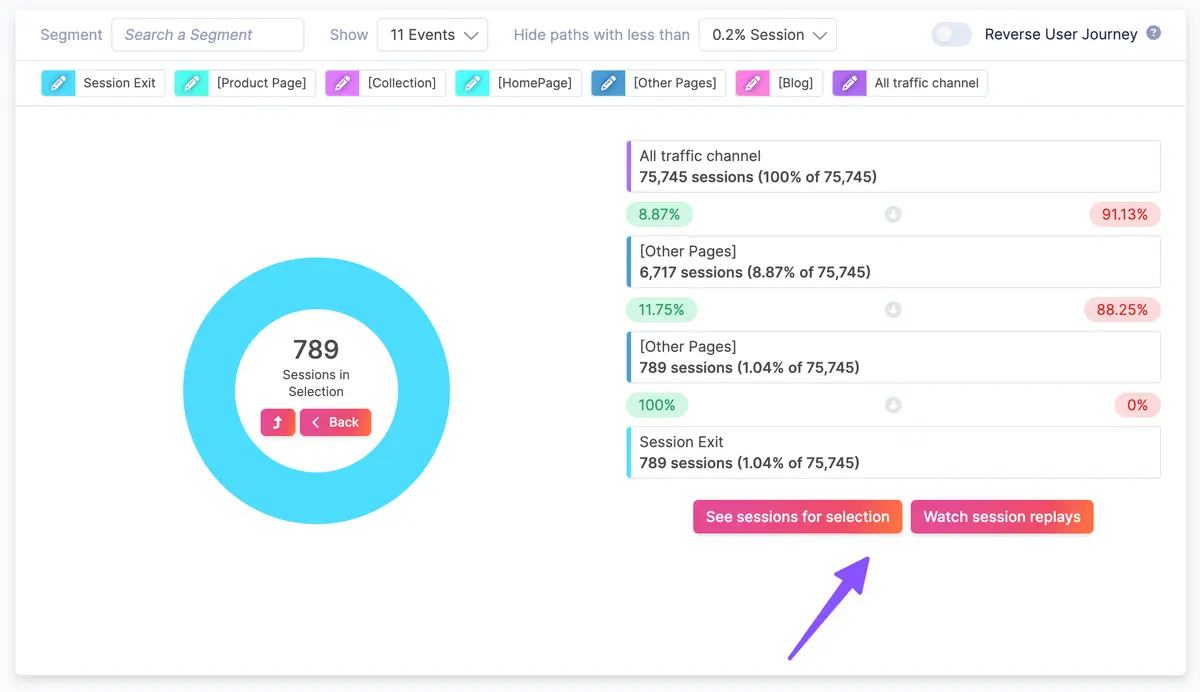 Segment Search a Segment Show 11 Events Hide paths with less than 0.2% Session Reverse User Journey ?
Session Exit [Product Page] [Collection] [HomePage] [Other Pages] [Blog] All traffic channel
789
Sessions in
Selection
Back
All traffic channel
75,745 sessions (100% of 75,745)
8.87% 91.13%
[Other Pages]
6,717 sessions (8.87% of 75,745)
11.75% 88.25%
[Other Pages]
789 sessions (1.04% of 75,745)
100% 0%
Session Exit
789 sessions (1.04% of 75,745)
See sessions for selection Watch session replays